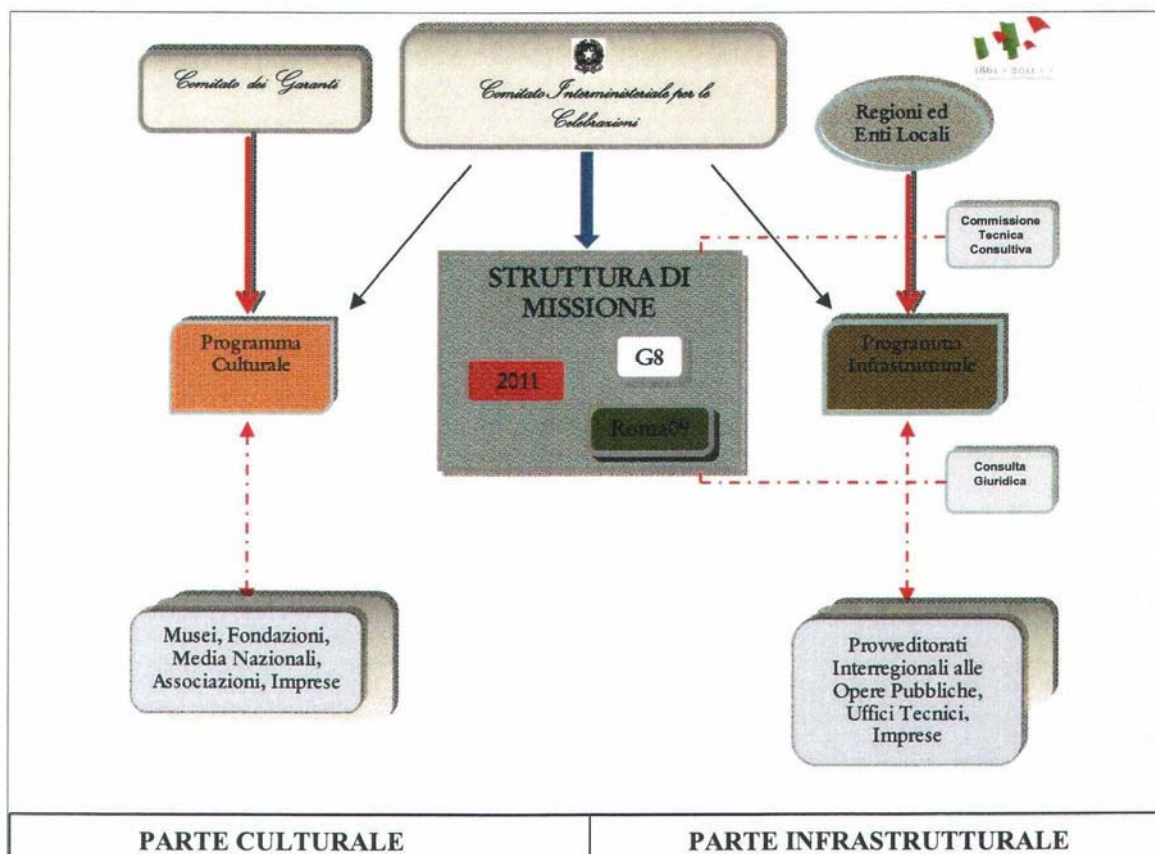 Comitato dei Garanti
Comitato Interministeriale per le
Celebrazioni
1861 • 2011
Regioni ed
Enti Locali
Commissione
Tecnica
Consultiva
STRUTTURA DI
MISSIONE
Programma
Culturale
G8
2011
Roma09
Programma
Infrastrutturale
Consulta
Giuridica
Musei, Fondazioni,
Media Nazionali,
Associazioni, Imprese
Provveditorati
Interregionali alle
Opere Pubbliche,
Uffici Tecnici,
Imprese
PARTE CULTURALE
PARTE INFRASTRUTTURALE